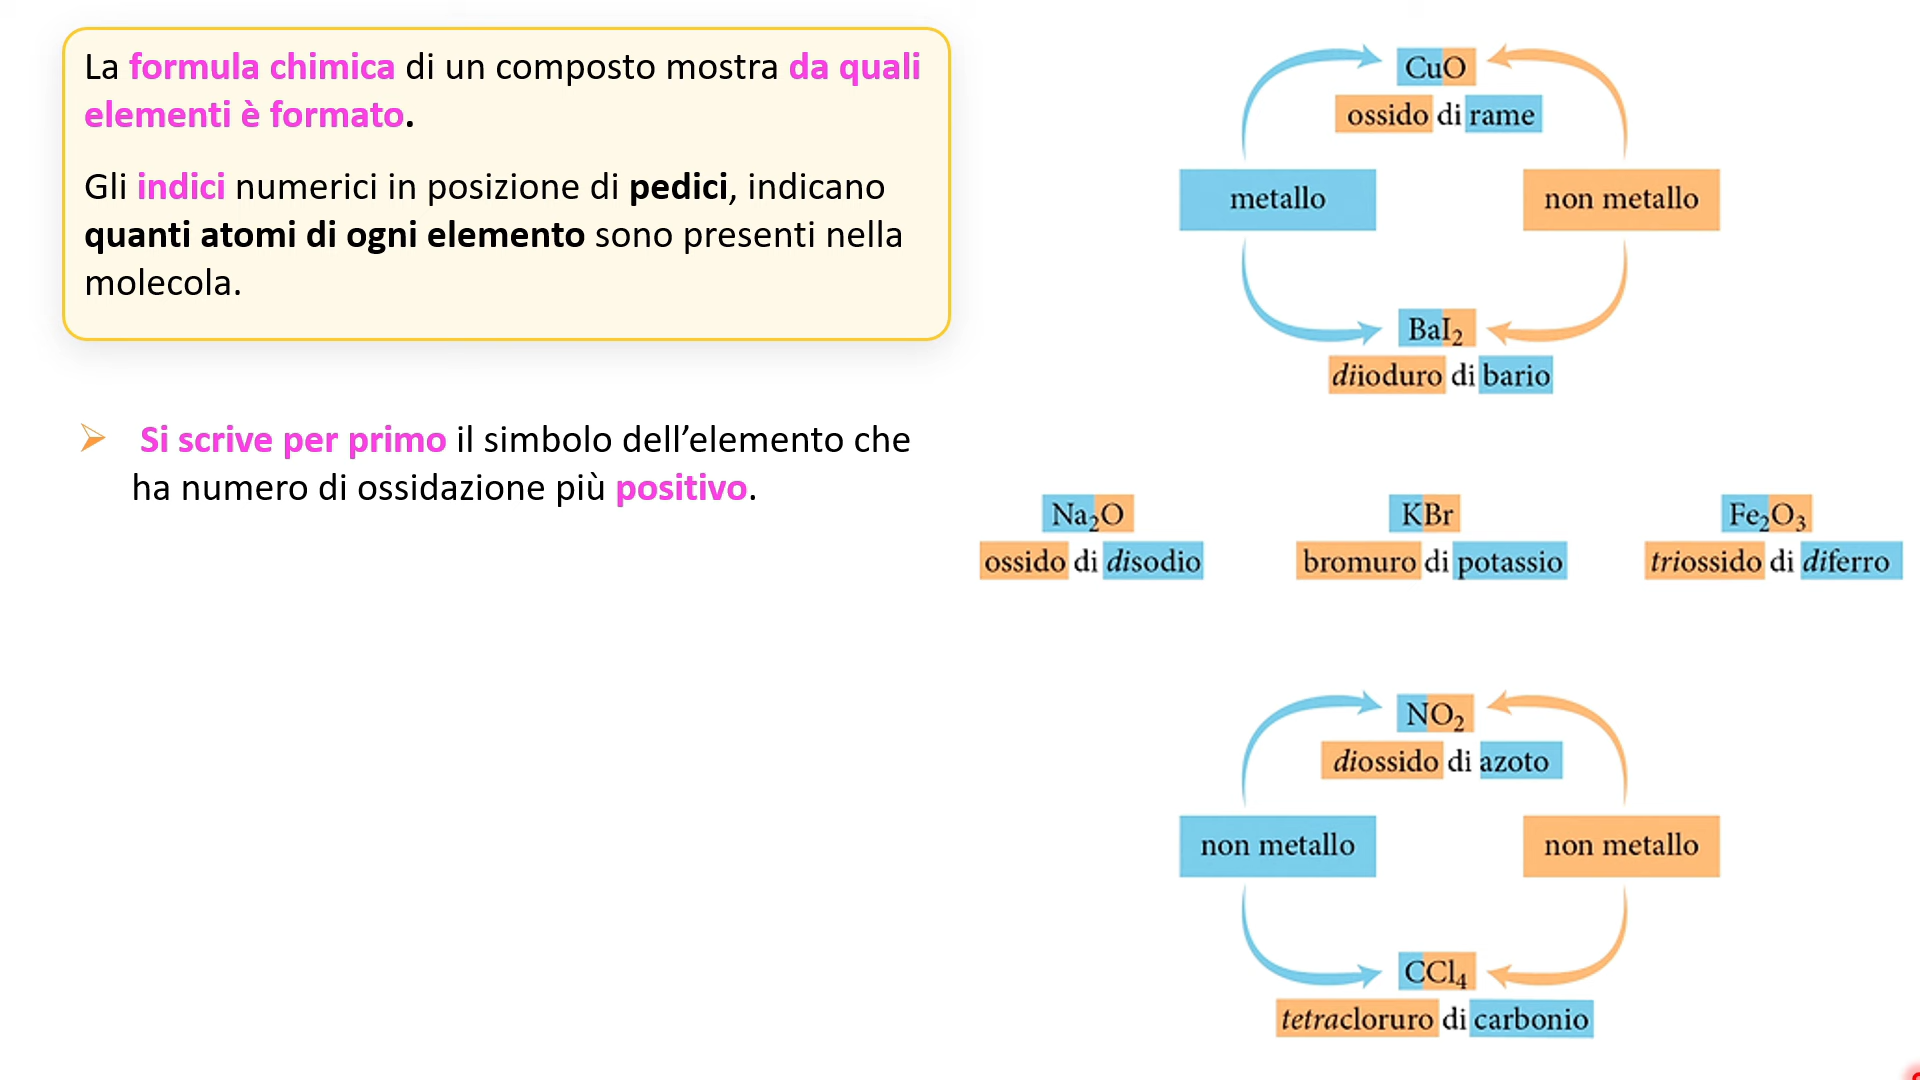 La formula chimica di un composto mostra da quali
elementi è formato.
Gli indici numerici in posizione di pedici, indicano
quanti atomi di ogni elemento sono presenti nella
molecola.
➢ Si scrive per primo il simbolo dell’elemento che
ha numero di ossidazione più positivo.
CuO
ossido di rame
metallo
non metallo
BaI₂
diioduro di bario
Na₂O
ossido di disodio
KBr
bromuro di potassio
Fe₂O₃
triossido di diferro
NO₂
diossido di azoto
non metallo
non metallo
CCl₄
tetracloruro di carbonio